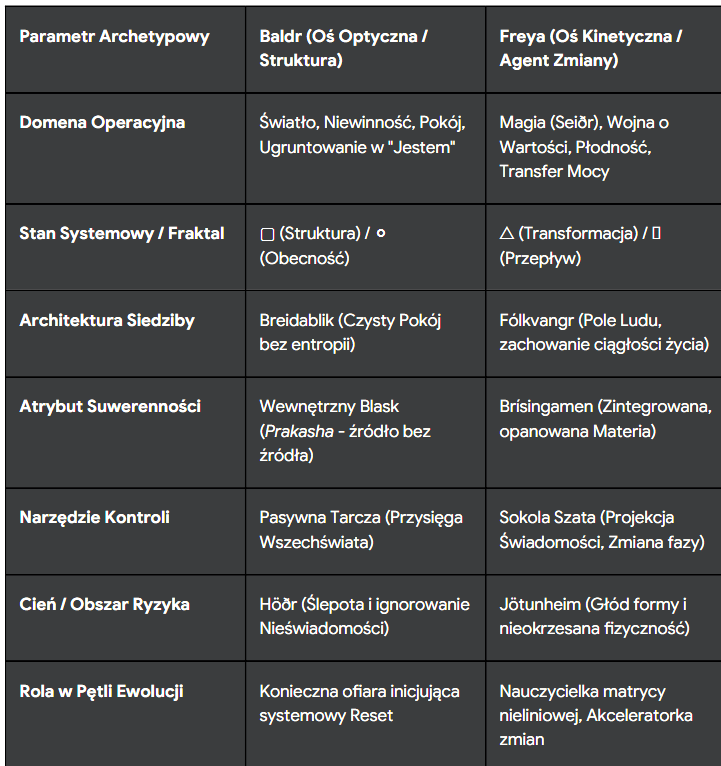 Parametr Archetypowy
Baldr (Oś Optyczna /
Struktura)
Freya (Oś Kinetyczna /
Agent Zmiany)
Domena Operacyjna
Światło, Niewinność, Pokój,
Ugruntowanie w "Jestem"
Magia (Seiðr), Wojna o
Wartości, Płodność,
Transfer Mocy
Stan Systemowy / Fraktal
▢ (Struktura) / ⚬
(Obecność)
△ (Transformacja) / ▯
(Przepływ)
Architektura Siedziby
Breidablik (Czysty Pokój
bez entropii)
Fólkvangr (Pole Ludu,
zachowanie ciągłości życia)
Atrybut Suwerenności
Wewnętrzny Blask
(Prakasha - źródło bez
źródła)
Brísingamen (Zintegrowana,
opanowana Materia)
Narzędzie Kontroli
Pasywna Tarcza (Przysięga
Wszechświata)
Sokola Szata (Projekcja
Świadomości, Zmiana fazy)
Cień / Obszar Ryzyka
Höðr (Ślepota i ignorowanie
Nieświadomości)
Jötunheim (Głód formy i
nieokrzesana fizyczność)
Rola w Pętli Ewolucji
Konieczna ofiara inicjująca
systemowy Reset
Nauczycielka matrycy
nieliniowej, Akceleratorka
zmian